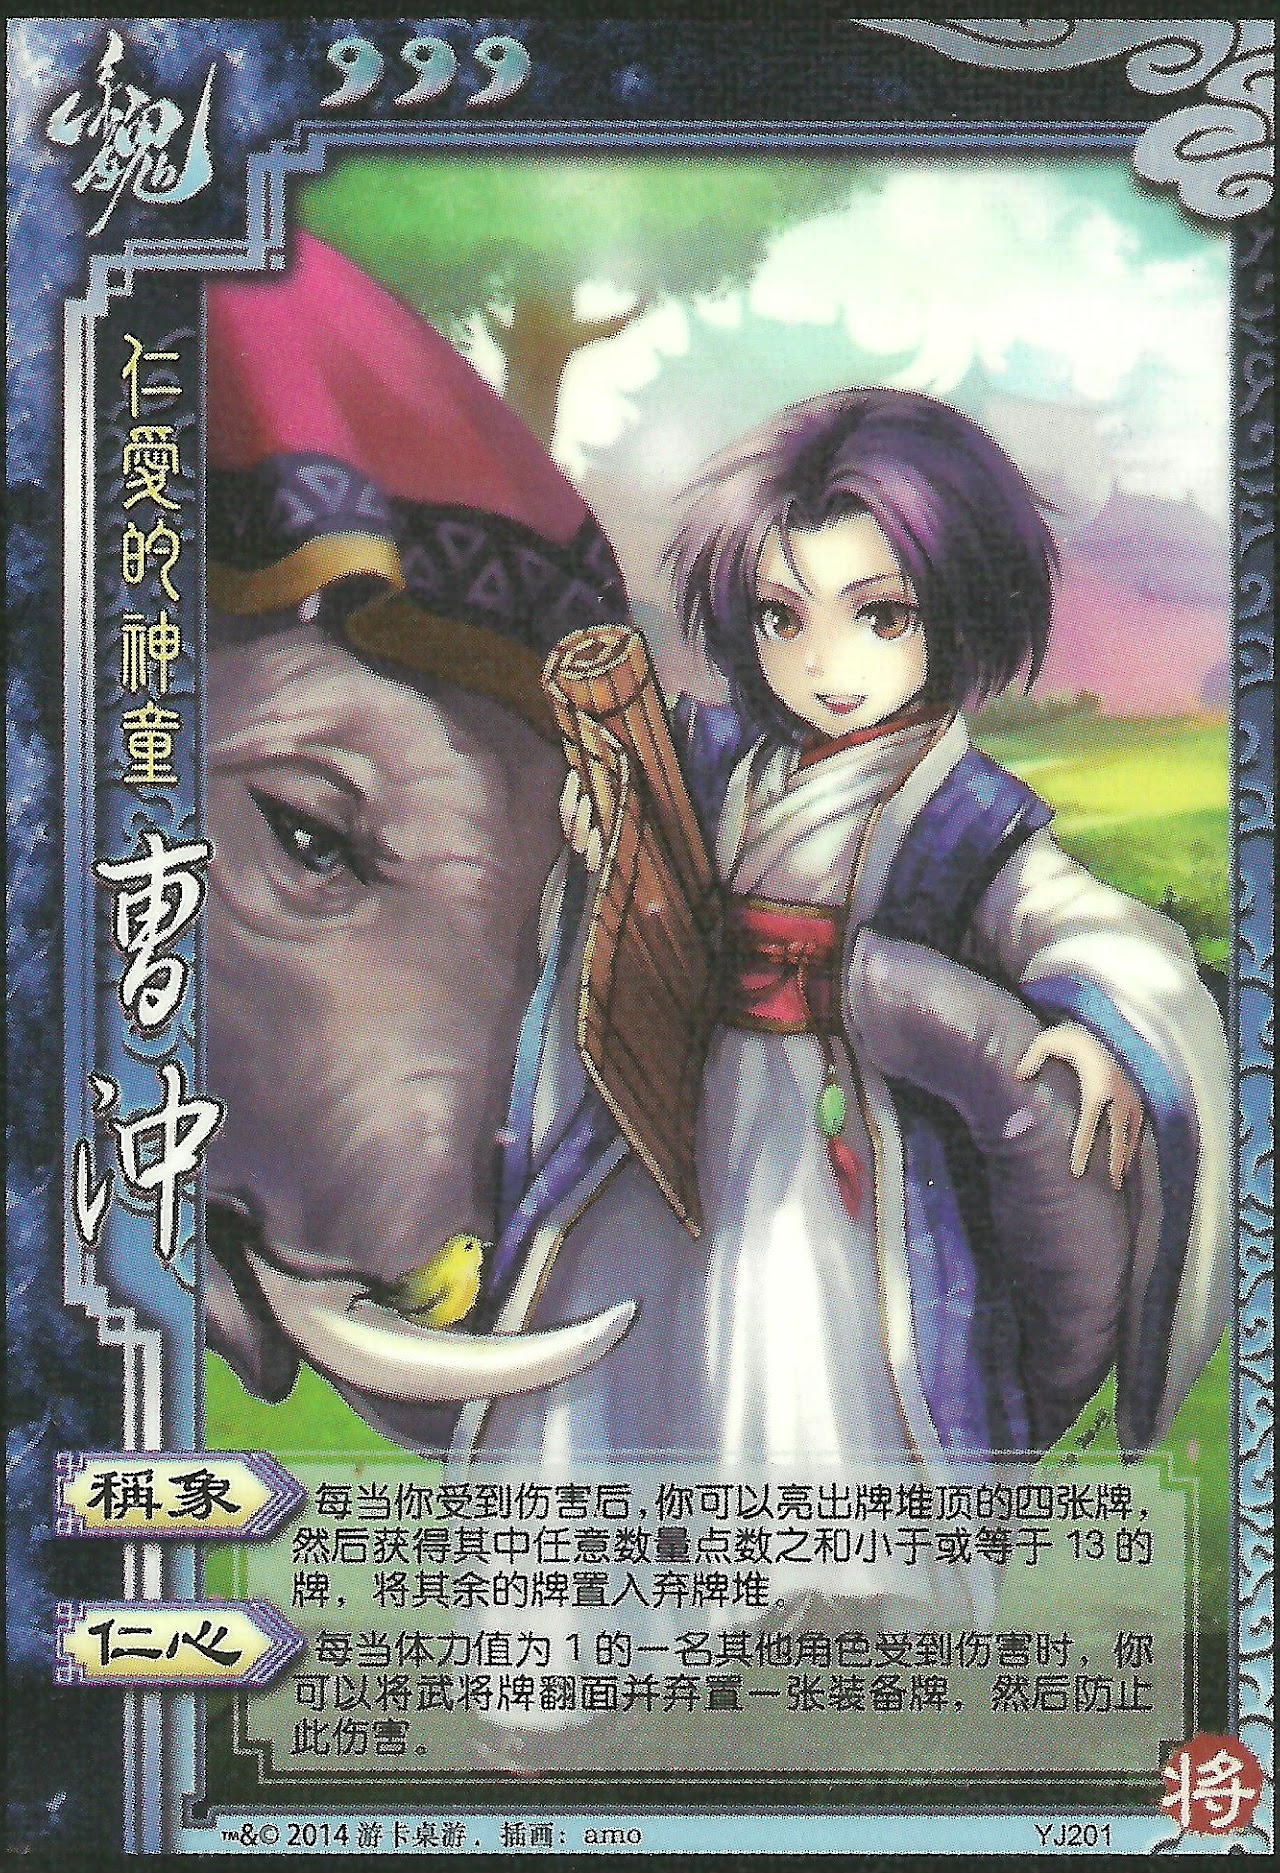 魏
仁愛的神童
曹冲
稱象
每当你受到伤害后,你可以亮出牌堆顶的四张牌,
然后获得其中任意数量点数之和小于或等于 13 的
牌，将其余的牌置入弃牌堆。
仁心
每当体力值为 1 的一名其他角色受到伤害时，你
可以将武将牌翻面并弃置一张装备牌，然后防止
此伤害。
将
™&© 2014 游卡桌游．插画：amo
YJ201